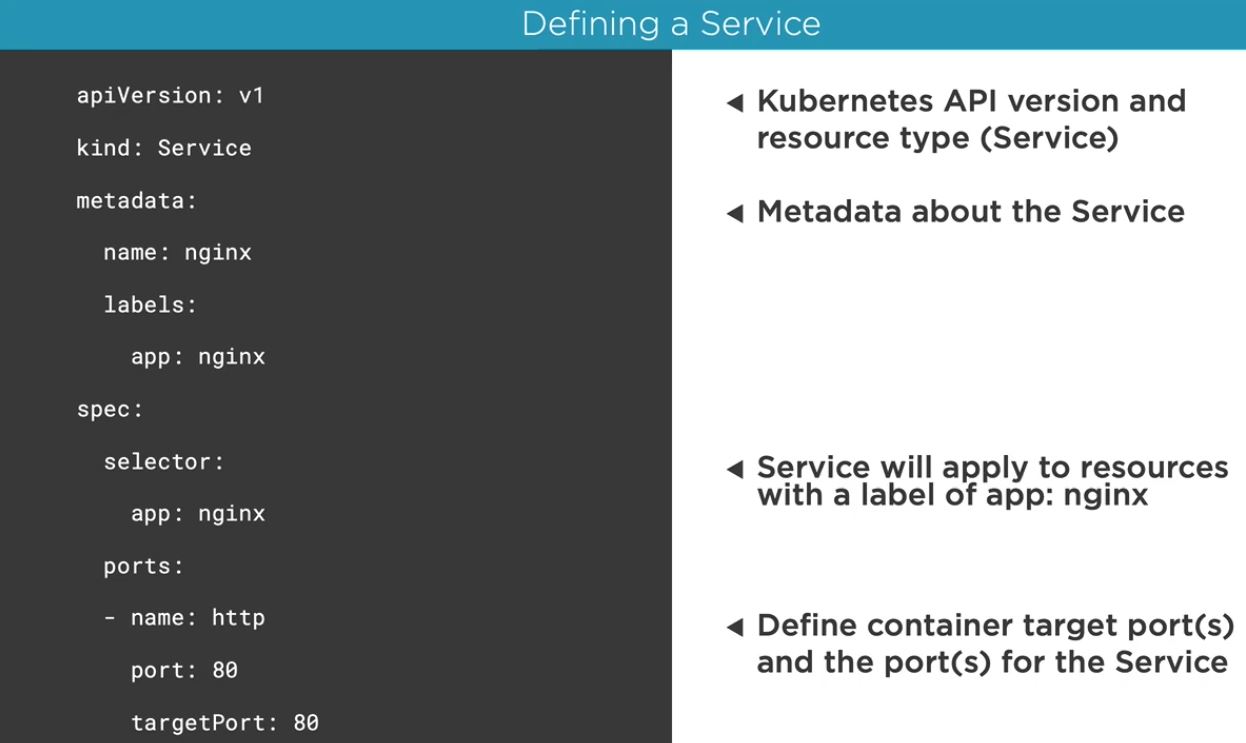 Defining a Service
apiVersion: v1
kind: Service
metadata:
  name: nginx
  labels:
    app: nginx
spec:
  selector:
    app: nginx
  ports:
  - name: http
    port: 80
    targetPort: 80
Kubernetes API version and
resource type (Service)
Metadata about the Service
Service will apply to resources
with a label of app: nginx
Define container target port(s)
and the port(s) for the Service